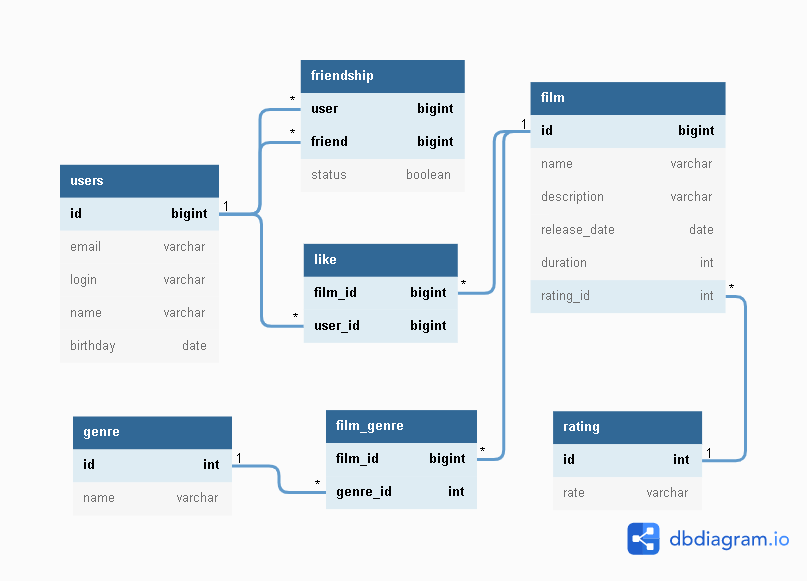 friendship
* user bigint
* friend bigint
status boolean
users
id bigint 1
email varchar
login varchar
name varchar
birthday date
like
film_id bigint *
* user_id bigint
film
1 id bigint
name varchar
description varchar
release_date date
duration int
rating_id int *
genre
id int 1
name varchar
film_genre
film_id bigint *
* genre_id int
rating
id int 1
rate varchar
dbdiagram.io